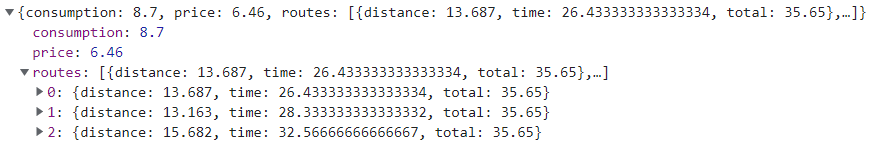 ▼{consumption: 8.7, price: 6.46, routes: [{distance: 13.687, time: 26.433333333333334, total: 35.65},…]}
consumption: 8.7
price: 6.46
▼routes: [{distance: 13.687, time: 26.433333333333334, total: 35.65},…]
▶0: {distance: 13.687, time: 26.433333333333334, total: 35.65}
▶1: {distance: 13.163, time: 28.333333333333332, total: 35.65}
▶2: {distance: 15.682, time: 32.56666666666667, total: 35.65}